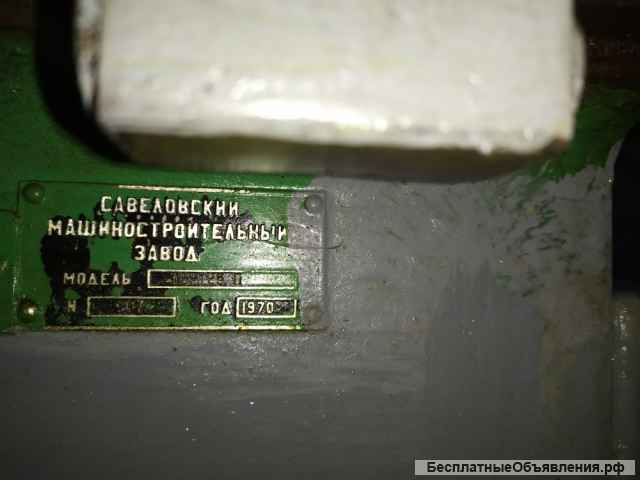 САВЕЛОВСКИЙ
МАШИНОСТРОИТЕЛЬНЫЙ
ЗАВОД
МОДЕЛЬ
N ГОД 1970
БесплатныеОбъявления.рф